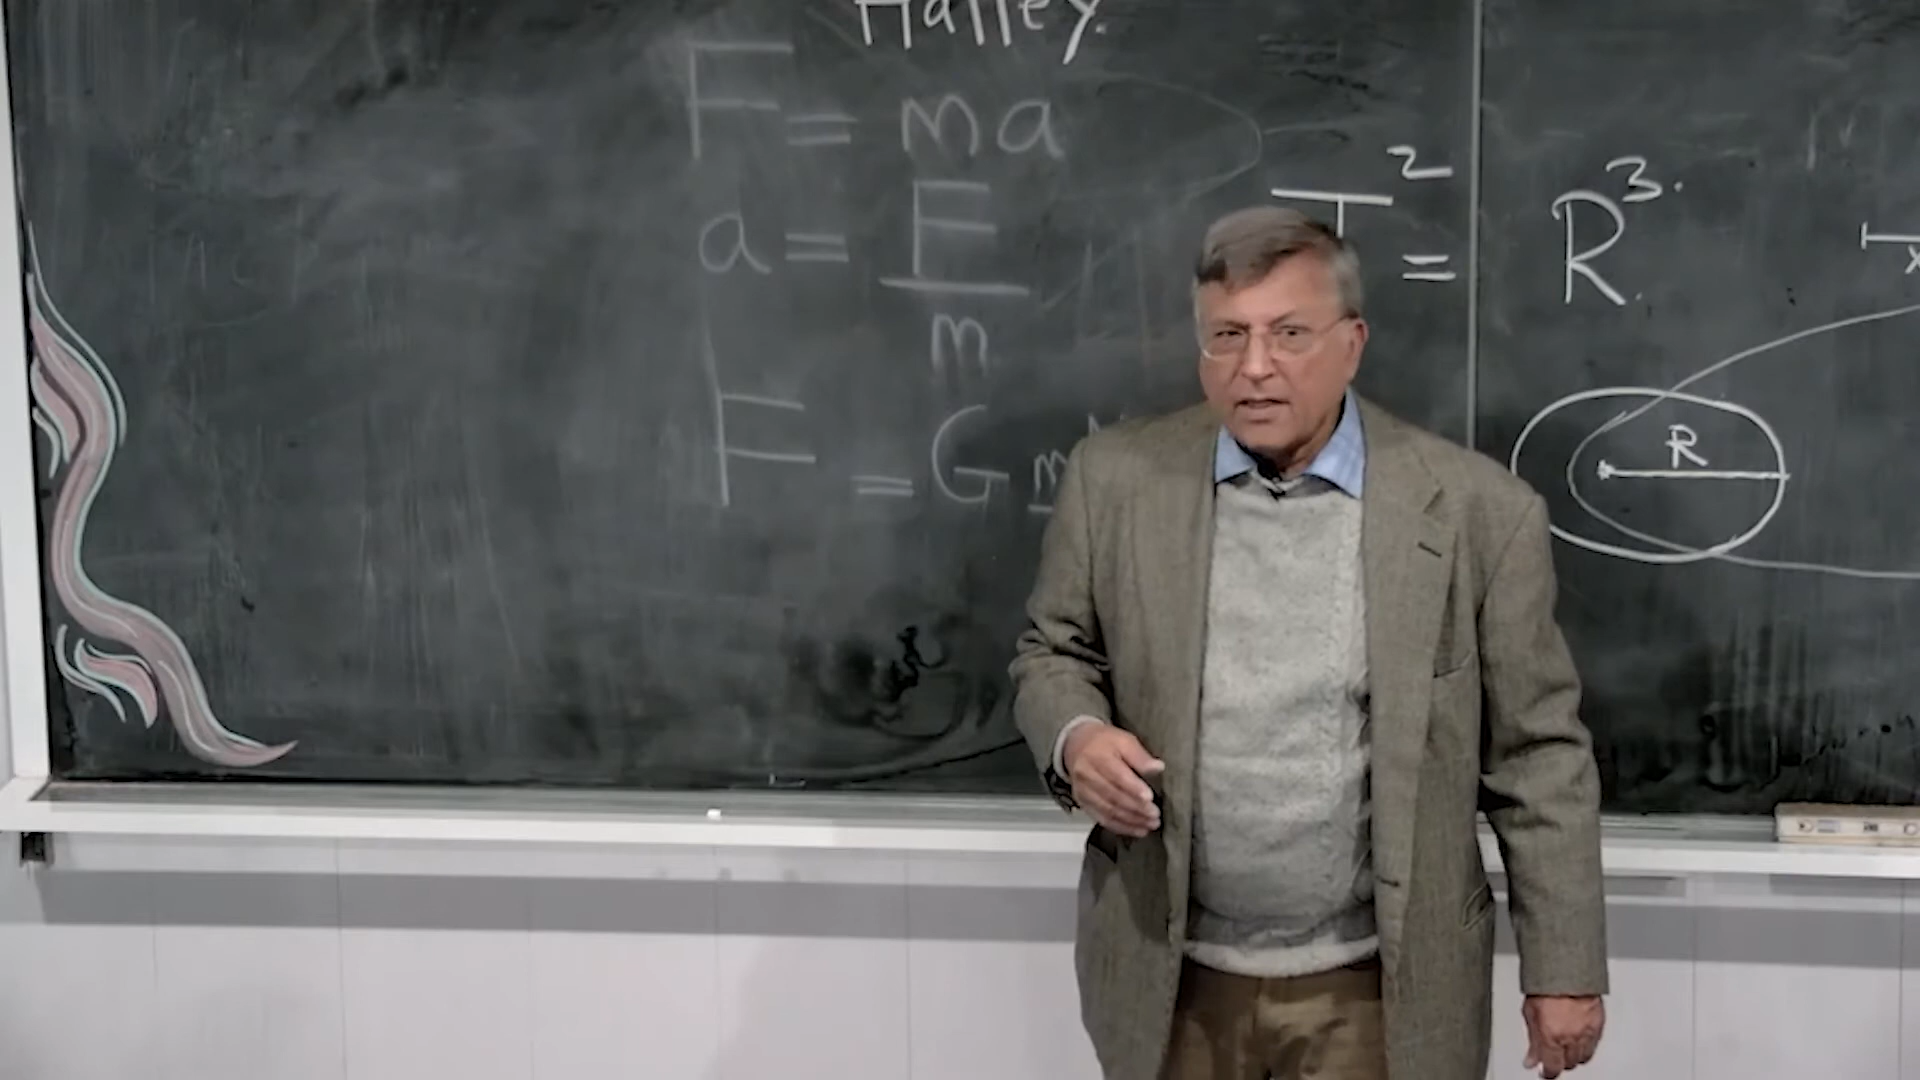 Halley.
F = ma
a = F
m
F = G m
T² = R³.
R
x